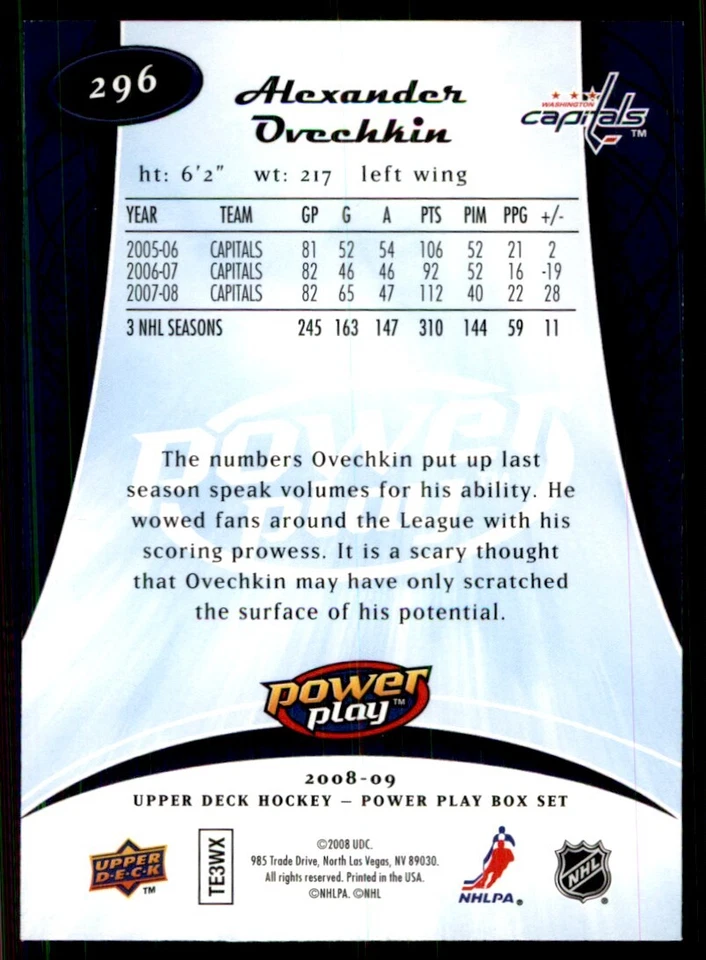 296
Alexander
Ovechkin
WASHINGTON
capitals™
ht: 6'2" wt: 217 left wing
YEAR TEAM GP G A PTS PIM PPG +/-
2005-06 CAPITALS 81 52 54 106 52 21 2
2006-07 CAPITALS 82 46 46 92 52 16 -19
2007-08 CAPITALS 82 65 47 112 40 22 28
3 NHL SEASONS 245 163 147 310 144 59 11
power
play
The numbers Ovechkin put up last
season speak volumes for his ability. He
wowed fans around the League with his
scoring prowess. It is a scary thought
that Ovechkin may have only scratched
the surface of his potential.
power
play™
2008-09
UPPER DECK HOCKEY – POWER PLAY BOX SET
UPPER
D·E·C·K
™
TE3WX
©2008 UDC.
985 Trade Drive, North Las Vegas, NV 89030.
All rights reserved. Printed in the USA.
©NHLPA. ©NHL
NHLPA®
NHL®